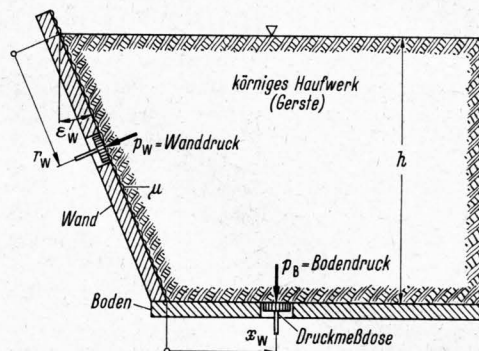 körniges Haufwerk
(Gerste)
h
ε_W
p_W = Wanddruck
r_W
μ
Wand
p_B = Bodendruck
Boden
x_W
Druckmeßdose